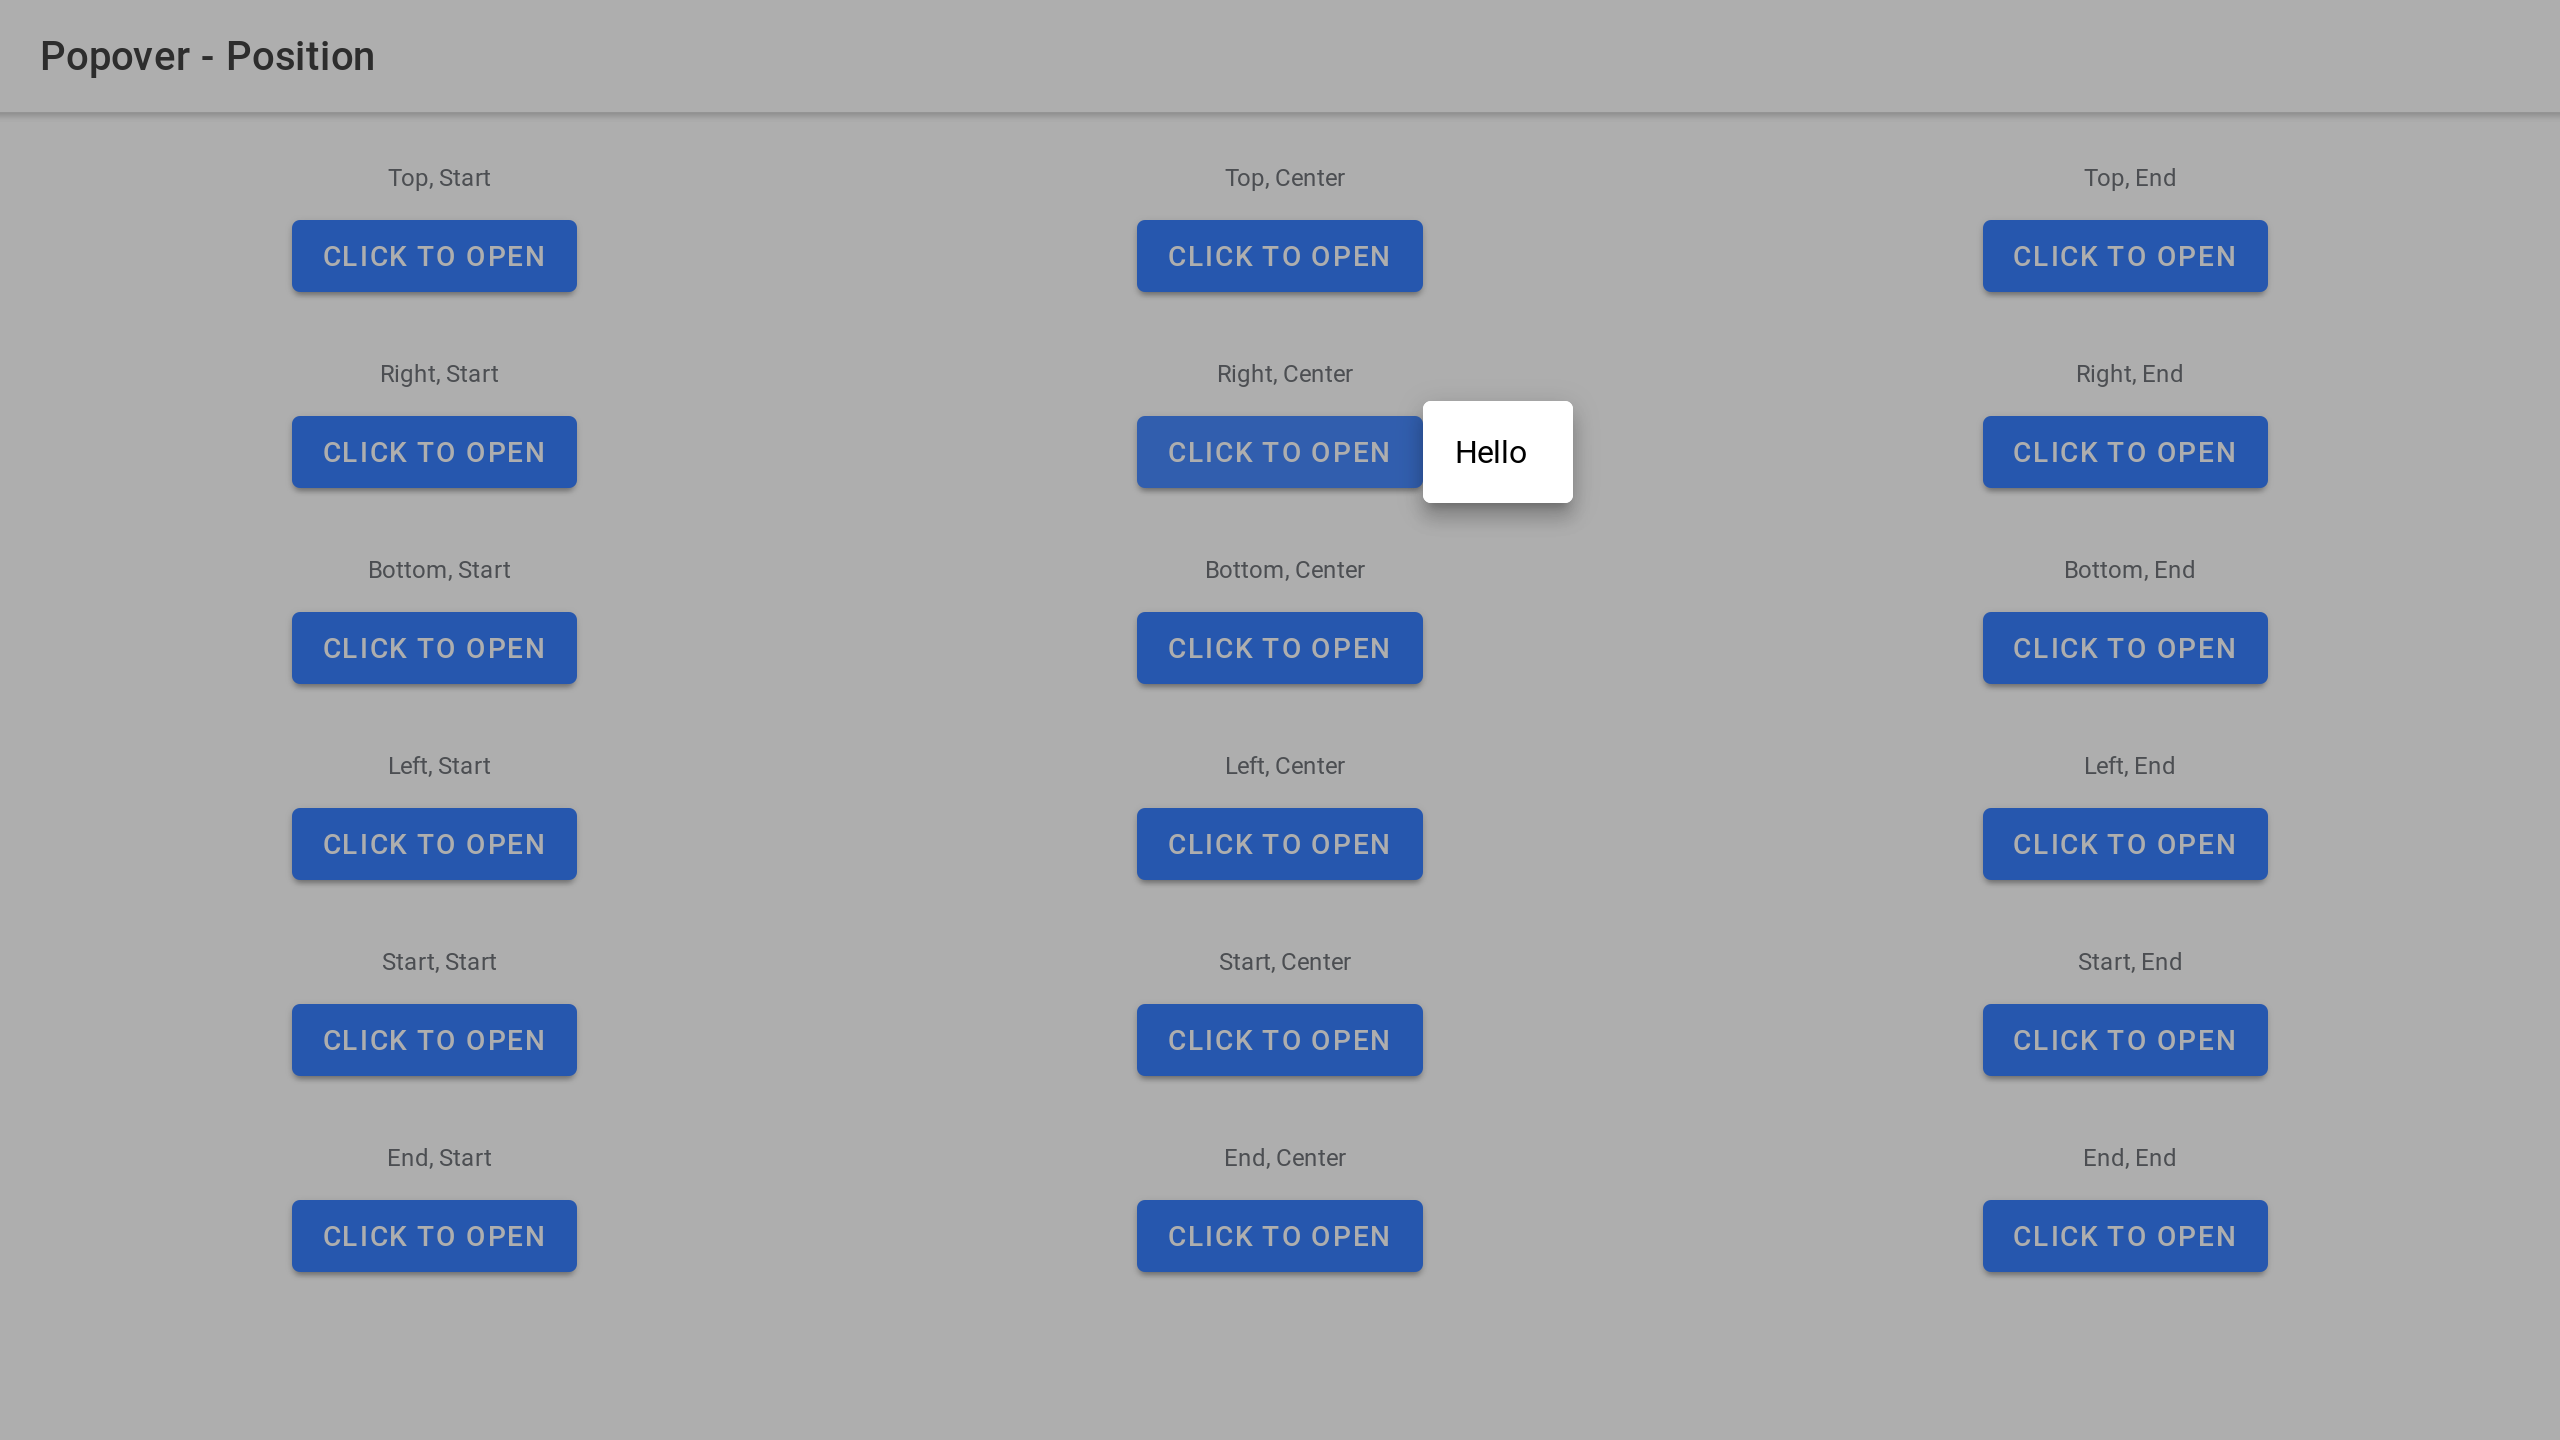 Popover - Position
Top, Start
Top, Center
Top, End
CLICK TO OPEN
CLICK TO OPEN
CLICK TO OPEN
Right, Start
Right, Center
Right, End
CLICK TO OPEN
CLICK TO OPEN
Hello
CLICK TO OPEN
Bottom, Start
Bottom, Center
Bottom, End
CLICK TO OPEN
CLICK TO OPEN
CLICK TO OPEN
Left, Start
Left, Center
Left, End
CLICK TO OPEN
CLICK TO OPEN
CLICK TO OPEN
Start, Start
Start, Center
Start, End
CLICK TO OPEN
CLICK TO OPEN
CLICK TO OPEN
End, Start
End, Center
End, End
CLICK TO OPEN
CLICK TO OPEN
CLICK TO OPEN